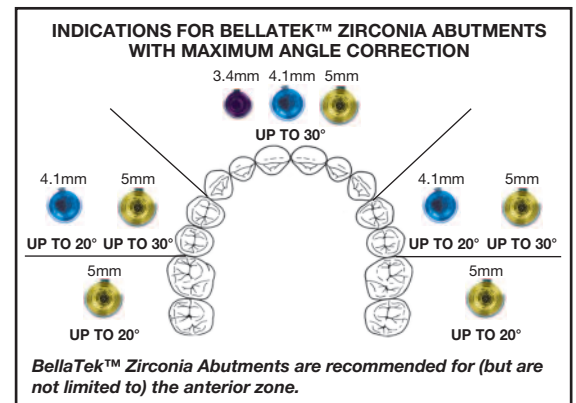 INDICATIONS FOR BELLATEK™ ZIRCONIA ABUTMENTS
WITH MAXIMUM ANGLE CORRECTION
3.4mm 4.1mm 5mm
UP TO 30°
4.1mm 5mm
UP TO 20° UP TO 30°
5mm
UP TO 20°
4.1mm 5mm
UP TO 20° UP TO 30°
5mm
UP TO 20°
BellaTek™ Zirconia Abutments are recommended for (but are
not limited to) the anterior zone.